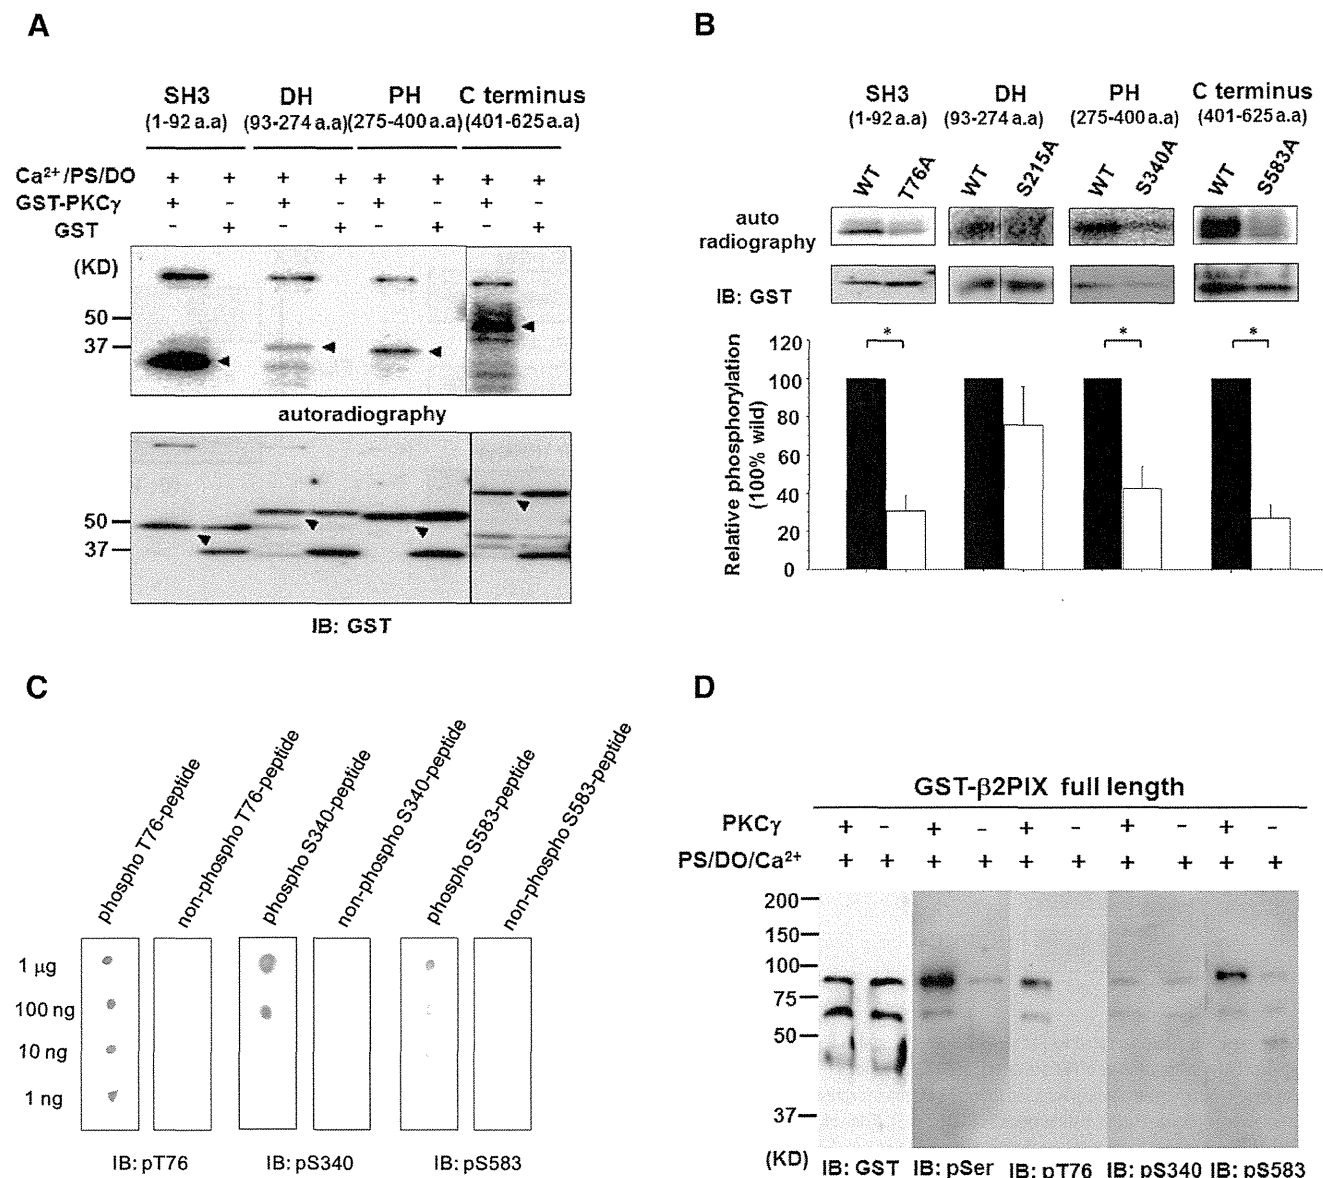 A
SH3 DH PH C terminus
(1-92 a.a) (93-274 a.a) (275-400 a.a) (401-625 a.a)
Ca²⁺/PS/DO + + + + + + + +
GST-PKCγ + - + - + - + -
GST - + - + - + - +
(KD)
50
37
autoradiography
50
37
IB: GST
B
SH3 DH PH C terminus
(1-92 a.a) (93-274 a.a) (275-400 a.a) (401-625 a.a)
WT T76A WT S215A WT S340A WT S583A
auto
radiography
IB: GST
Relative phosphorylation
(100% wild)
120
100
80
60
40
20
0
* * *
C
phospho T76-peptide
non-phospho T76-peptide
phospho S340-peptide
non-phospho S340-peptide
phospho S583-peptide
non-phospho S583-peptide
1 μg
100 ng
10 ng
1 ng
IB: pT76 IB: pS340 IB: pS583
D
GST-β2PIX full length
PKCγ + - + - + - + - + -
PS/DO/Ca²⁺ + + + + + + + + + +
200
150
100
75
50
37
(KD)
IB: GST IB: pSer IB: pT76 IB: pS340 IB: pS583